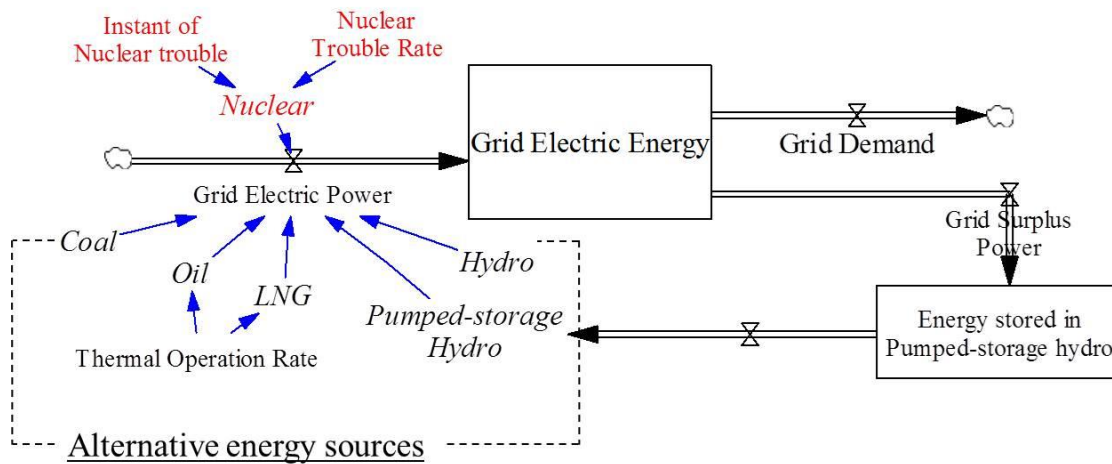 Instant of
Nuclear trouble
Nuclear
Trouble Rate
Nuclear
Grid Electric Energy
Grid Demand
Grid Electric Power
Grid Surplus
Power
Coal
Oil
LNG
Hydro
Pumped-storage
Hydro
Thermal Operation Rate
Energy stored in
Pumped-storage hydro
Alternative energy sources